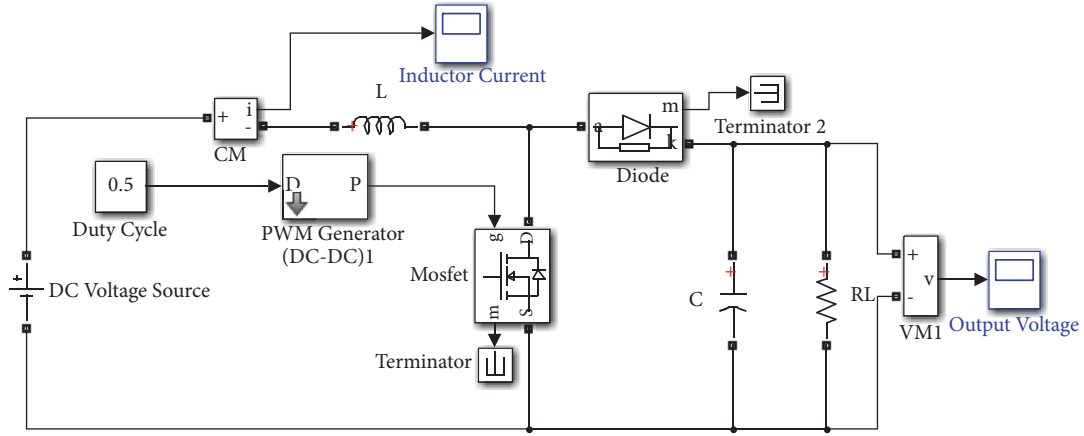 Inductor Current
L
+
i
-
CM
a
m
k
Diode
Terminator 2
0.5
Duty Cycle
D
P
PWM Generator
(DC-DC)1
g
D
m
S
Mosfet
Terminator
+
DC Voltage Source
+
C
+
RL
+
-
v
VM1
Output Voltage